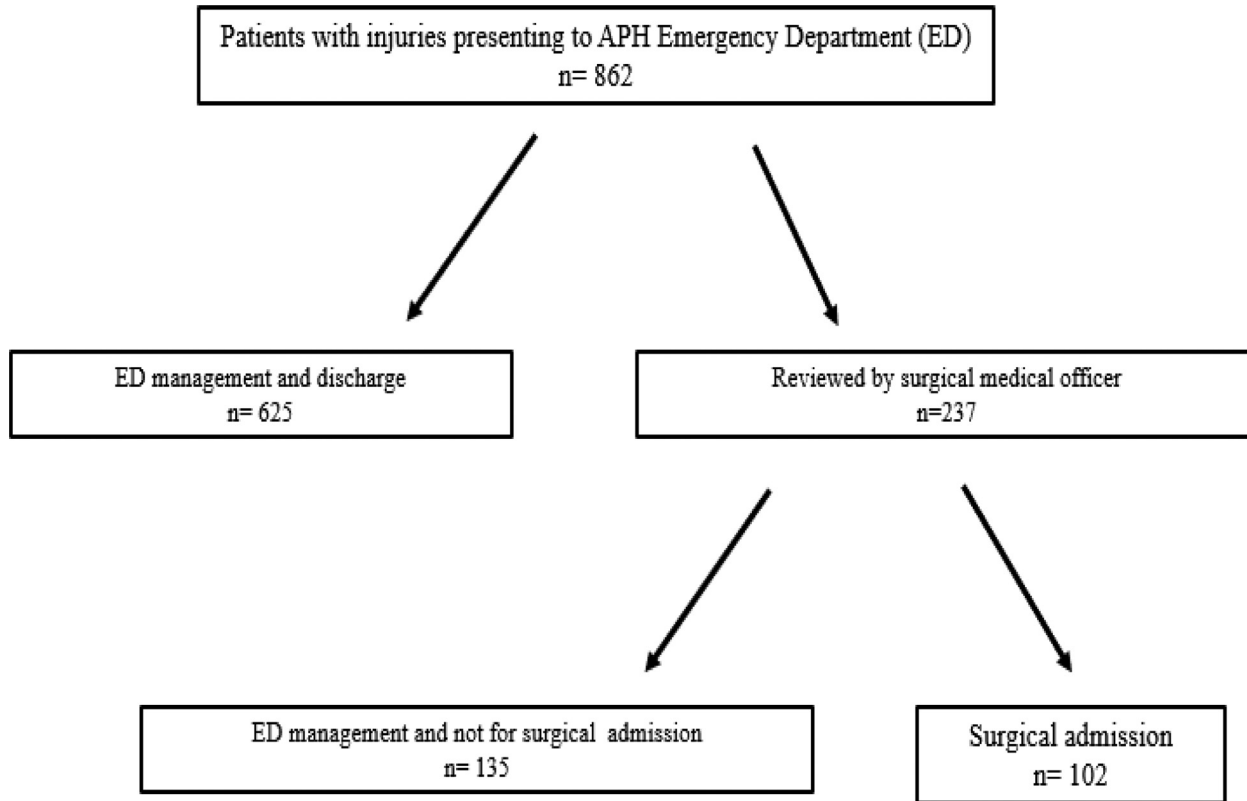 Patients with injuries presenting to APH Emergency Department (ED)
n= 862
ED management and discharge
n= 625
Reviewed by surgical medical officer
n=237
ED management and not for surgical  admission
n= 135
Surgical admission
n= 102